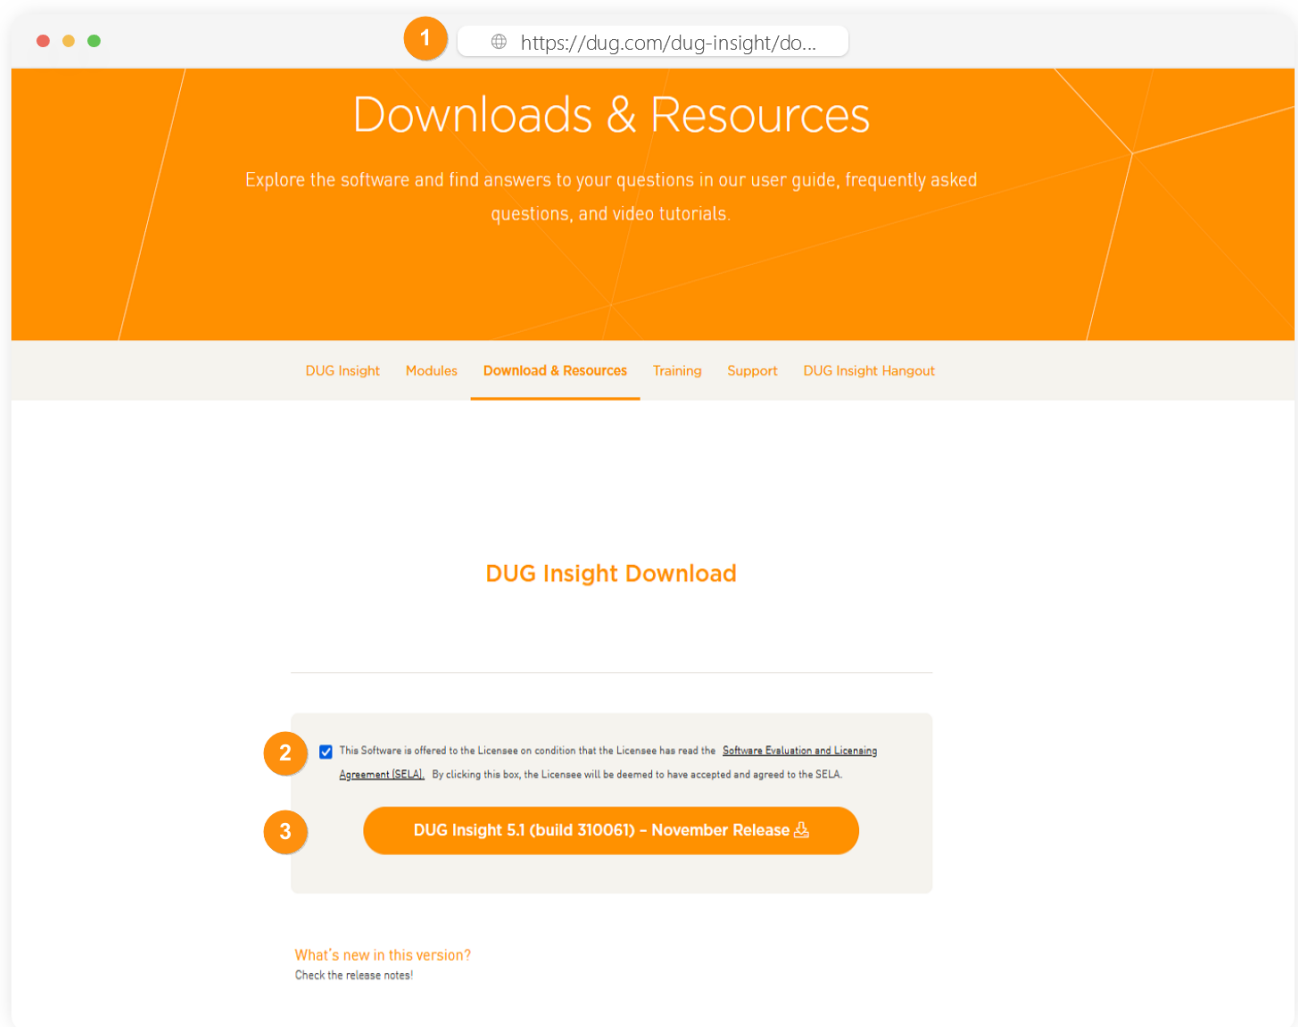 1 https://dug.com/dug-insight/do...
Downloads & Resources
Explore the software and find answers to your questions in our user guide, frequently asked
questions, and video tutorials.
DUG Insight Modules Download & Resources Training Support DUG Insight Hangout
DUG Insight Download
2 This Software is offered to the Licensee on condition that the Licensee has read the Software Evaluation and Licensing
Agreement (SELA). By clicking this box, the Licensee will be deemed to have accepted and agreed to the SELA.
3 DUG Insight 5.1 (build 310061) – November Release
What's new in this version?
Check the release notes!